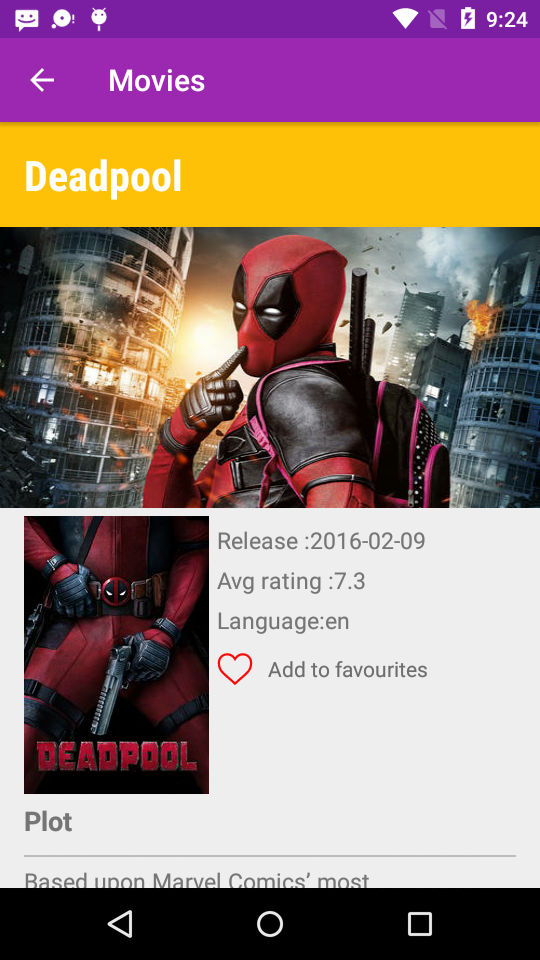 9:24
Movies
Deadpool
Release :2016-02-09
Avg rating :7.3
Language:en
Add to favourites
DEADPOOL
Plot
Based upon Marvel Comics’ most